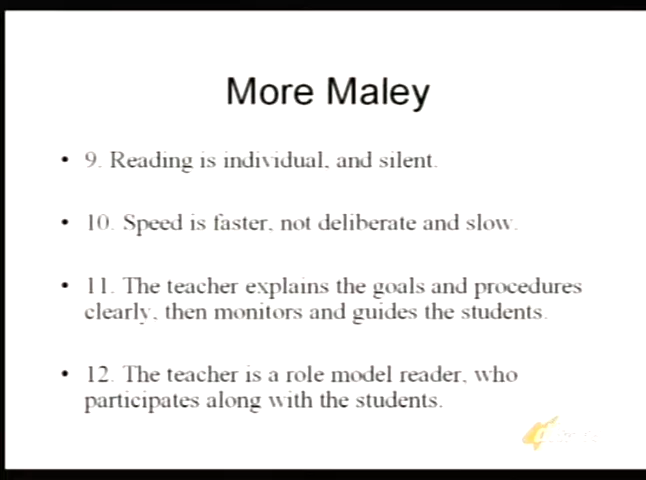 More Maley
• 9. Reading is individual, and silent.
• 10. Speed is faster, not deliberate and slow.
• 11. The teacher explains the goals and procedures
clearly, then monitors and guides the students.
• 12. The teacher is a role model reader, who
participates along with the students.